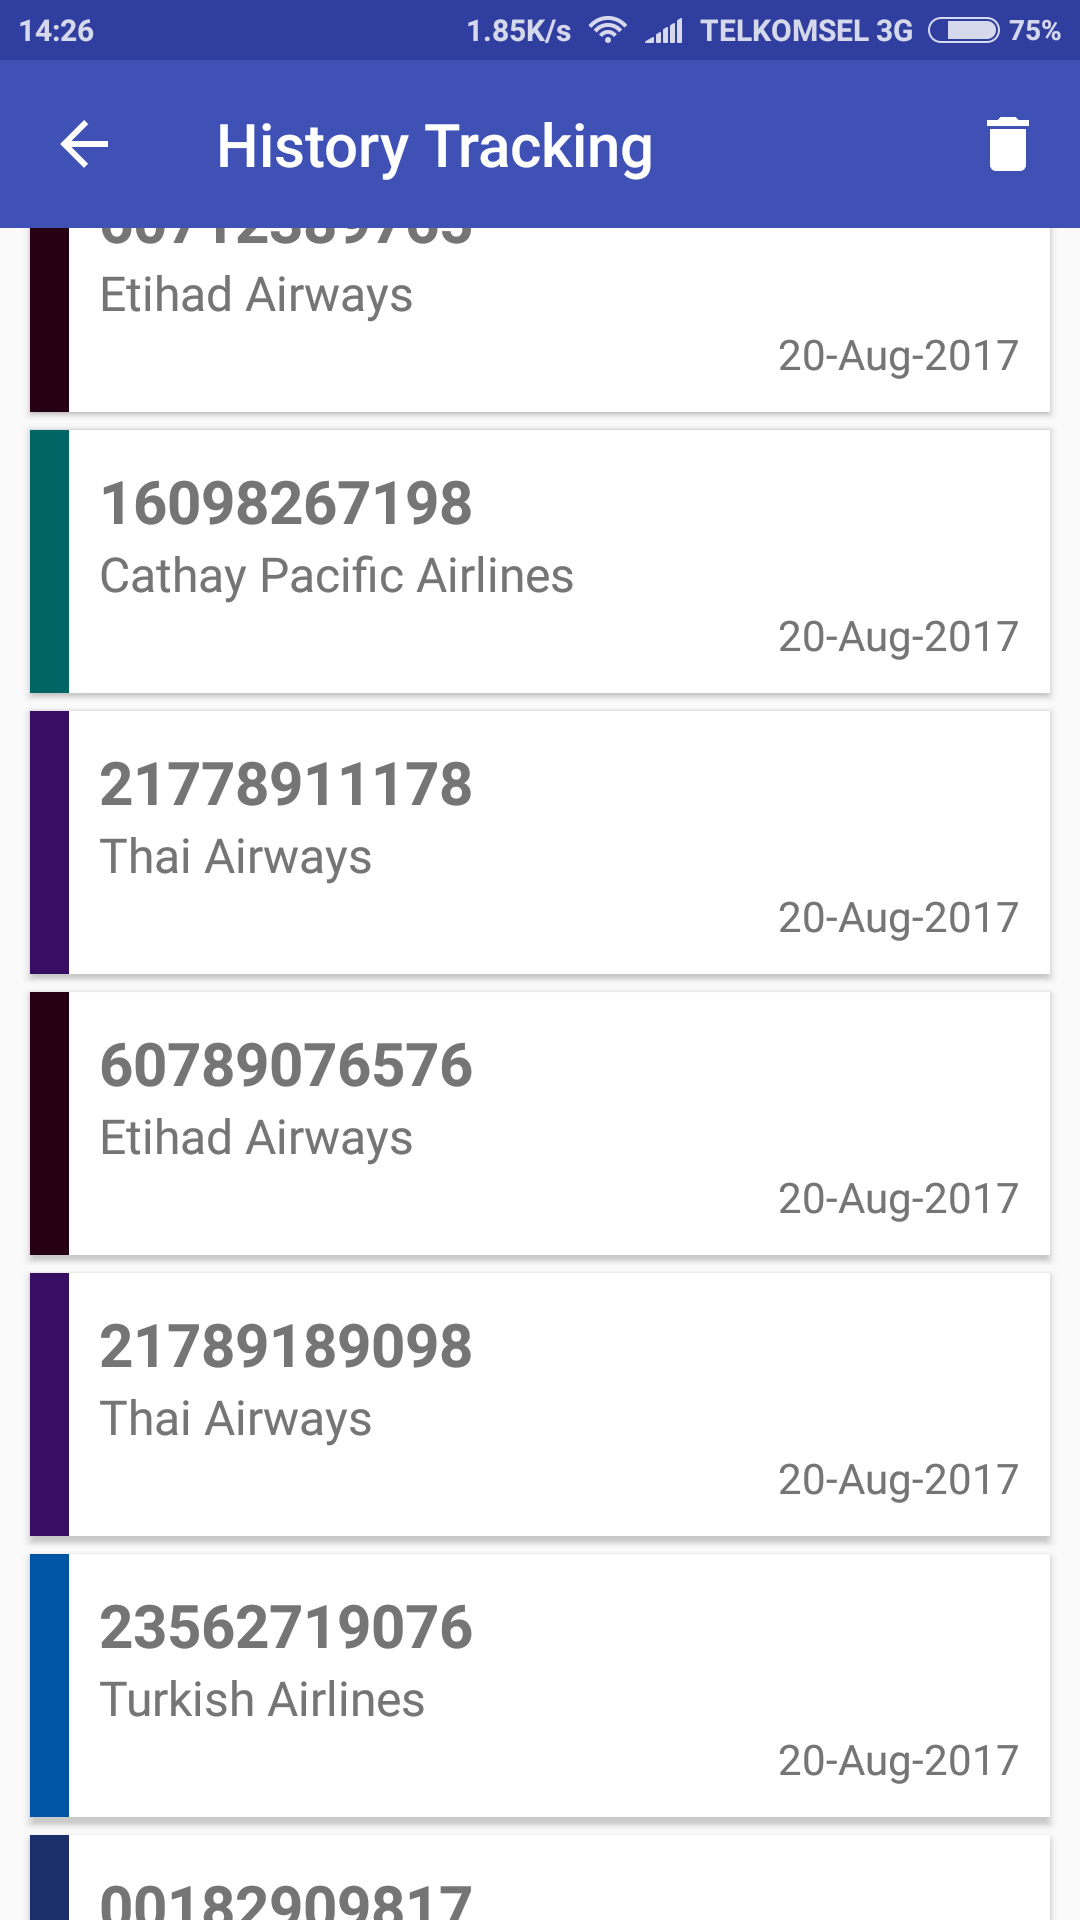 14:26 1.85K/s TELKOMSEL 3G 75%
History Tracking
Etihad Airways
20-Aug-2017
16098267198
Cathay Pacific Airlines
20-Aug-2017
21778911178
Thai Airways
20-Aug-2017
60789076576
Etihad Airways
20-Aug-2017
21789189098
Thai Airways
20-Aug-2017
23562719076
Turkish Airlines
20-Aug-2017
00182909817